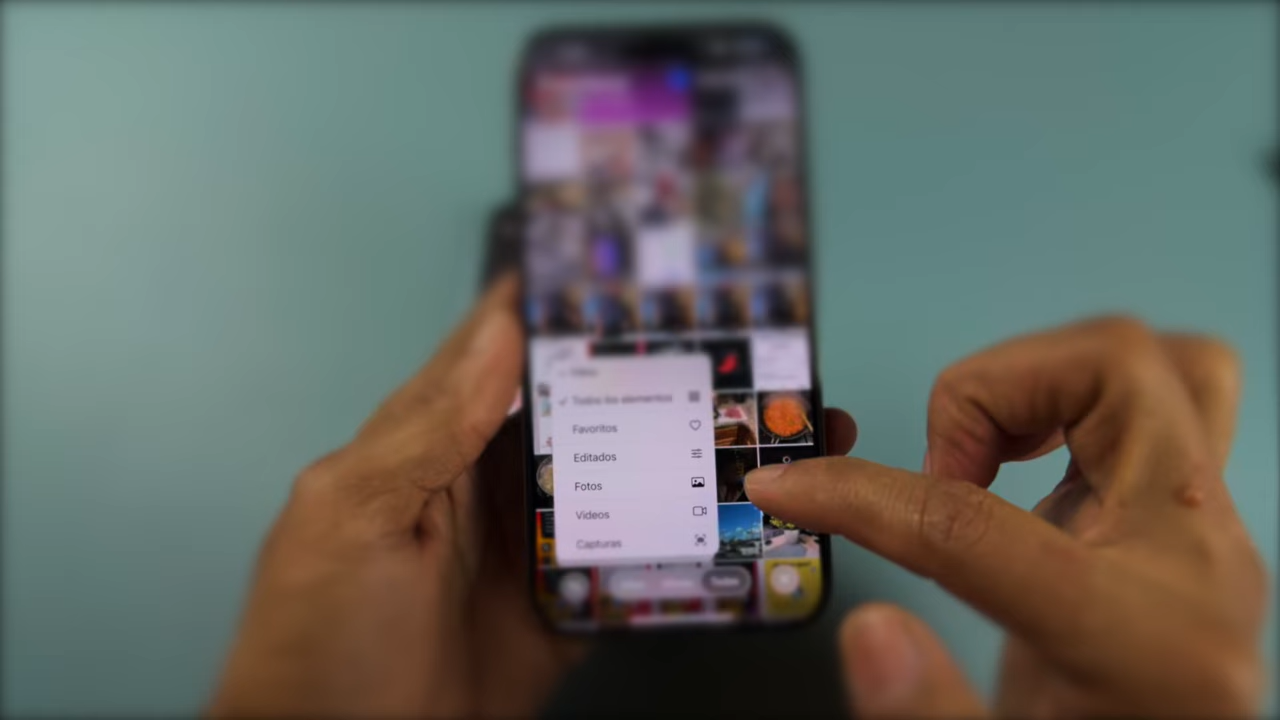 Todos los elementos
Favoritos
Editados
Fotos
Videos
Capturas